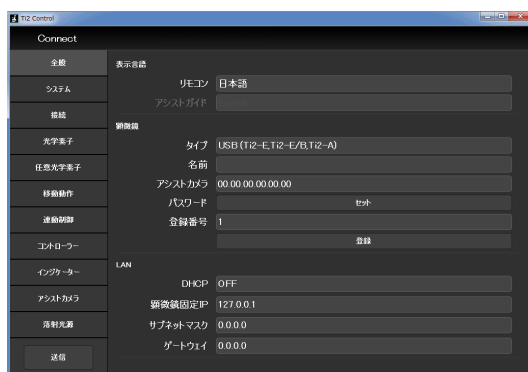 Ti2 Control
Connect
全般
システム
接続
光学素子
任意光学素子
移動動作
連動制御
コントローラー
インジケーター
アシストカメラ
落射光源
送信
表示言語
リモコン 日本語
アシストガイド
顕微鏡
タイプ USB (Ti2-E,Ti2-E/B,Ti2-A)
名前
アシストカメラ 00.00.00.00.00.00
パスワード セット
登録番号 1
登録
LAN
DHCP OFF
顕微鏡固定IP 127.0.0.1
サブネットマスク 0.0.0.0
ゲートウェイ 0.0.0.0